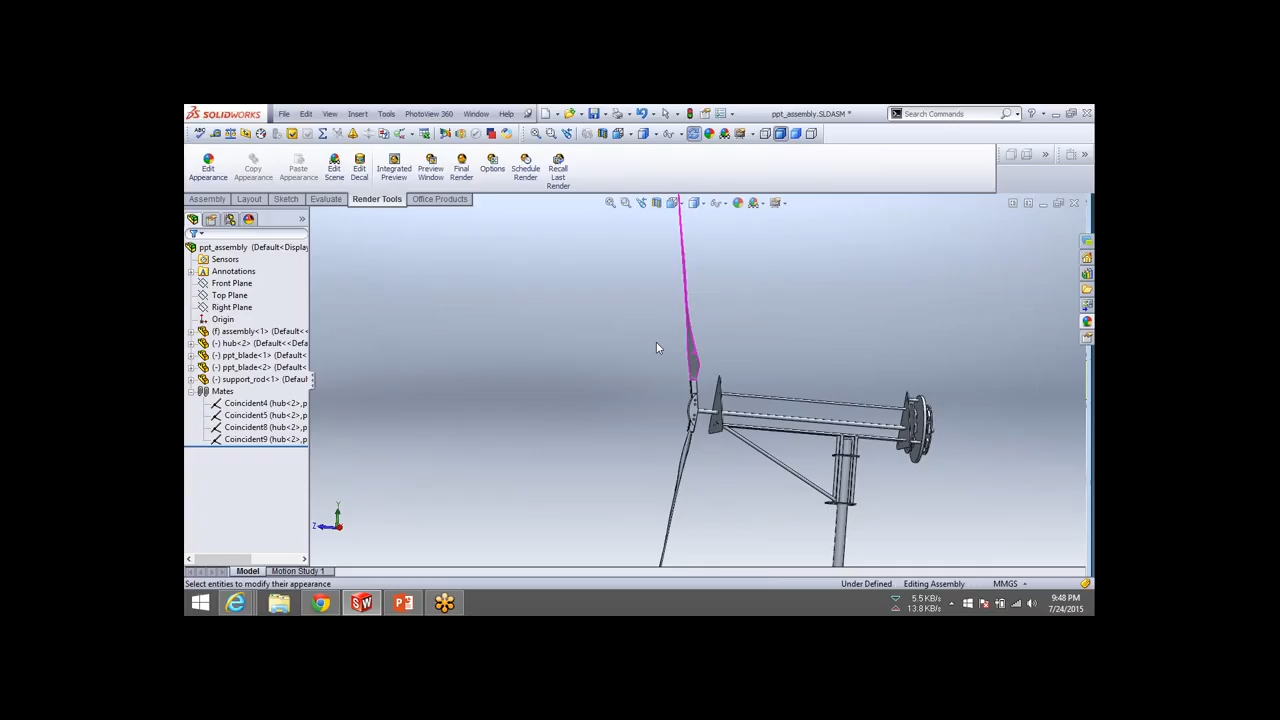 SOLIDWORKS File Edit View Insert Tools PhotoView 360 Window Help ppt_assembly.SLDASM * Search Commands
Edit Appearance
Copy Appearance
Paste Appearance
Edit Scene
Edit Decal
Integrated Preview
Preview Window
Final Render
Options
Schedule Render
Recall Last Render
Assembly Layout Sketch Evaluate Render Tools Office Products
ppt_assembly (Default<Display
Sensors
Annotations
Front Plane
Top Plane
Right Plane
Origin
(f) assembly<1> (Default<<
(-) hub<2> (Default<<Default
(-) ppt_blade<1> (Default<
(-) ppt_blade<2> (Default<
(-) support_rod<1> (Default
Mates
Coincident4 (hub<2>,p
Coincident5 (hub<2>,p
Coincident8 (hub<2>,p
Coincident9 (hub<2>,p
Y
Z
Model Motion Study 1
Select entities to modify their appearance Under Defined Editing Assembly MMGS
5.5 KB/s
13.8 KB/s
9:48 PM
7/24/2015